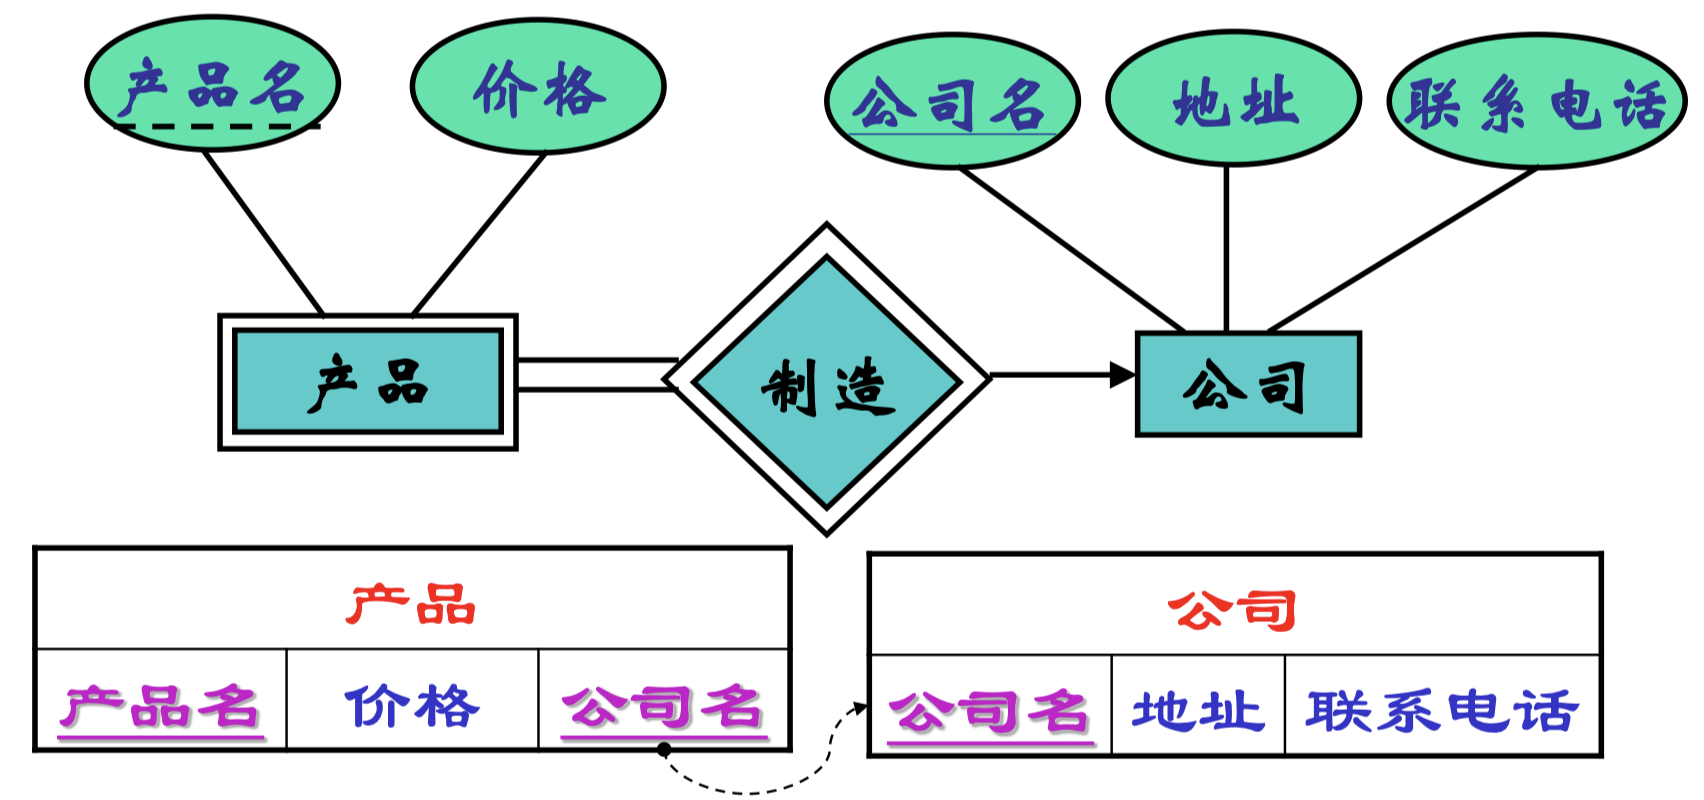 产品名 价格 公司名 地址 联系电话
产品 制造 公司
产品 公司
产品名 价格 公司名 公司名 地址 联系电话